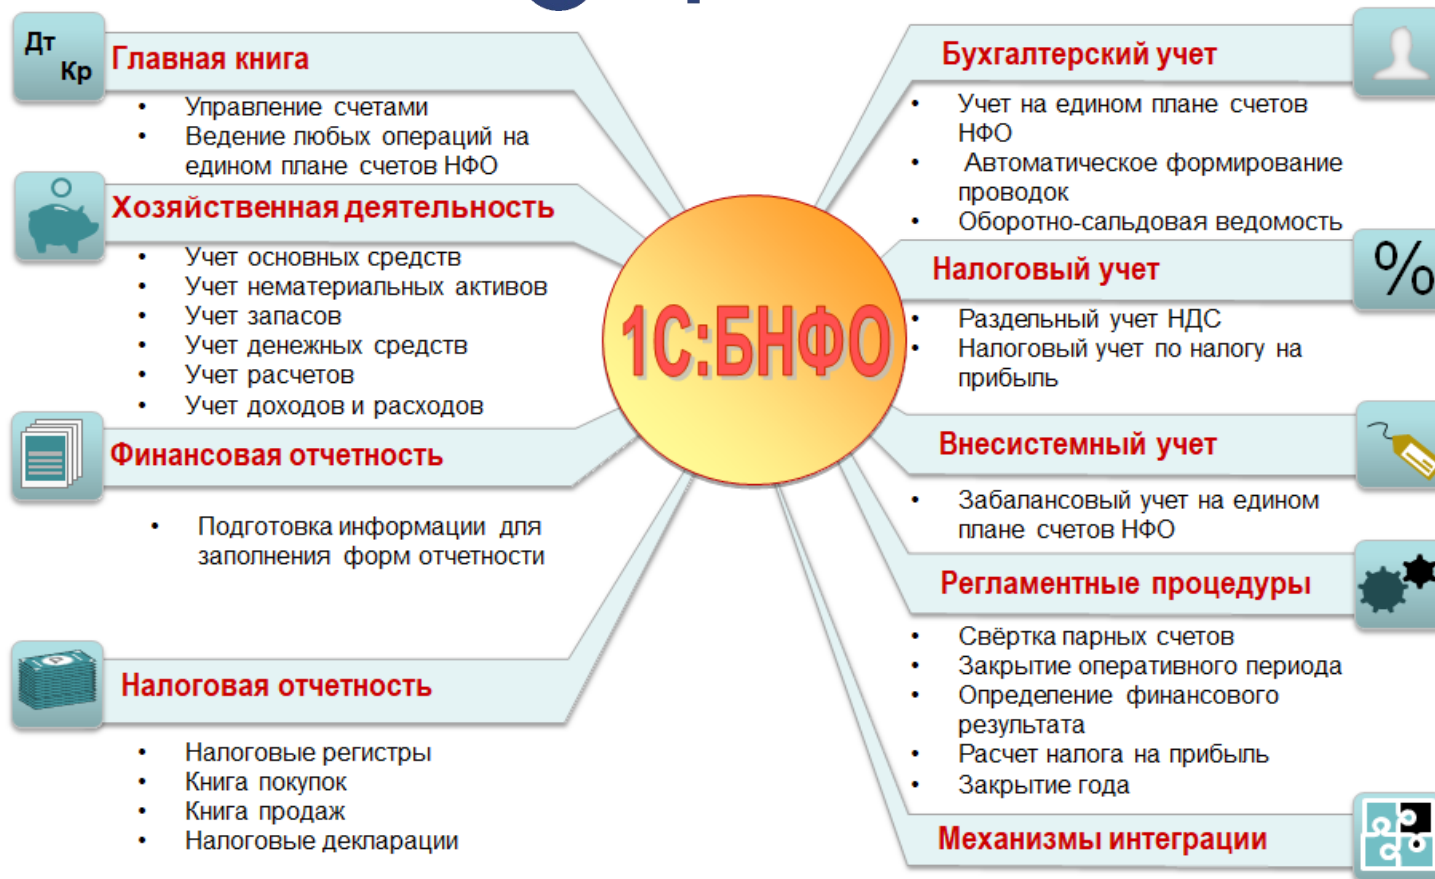 Дт
Кр
Главная книга
• Управление счетами
• Ведение любых операций на
едином плане счетов НФО
Хозяйственная деятельность
• Учет основных средств
• Учет нематериальных активов
• Учет запасов
• Учет денежных средств
• Учет расчетов
• Учет доходов и расходов
Финансовая отчетность
• Подготовка информации для
заполнения форм отчетности
Налоговая отчетность
• Налоговые регистры
• Книга покупок
• Книга продаж
• Налоговые декларации
1С:БНФО
Бухгалтерский учет
• Учет на едином плане счетов
НФО
• Автоматическое формирование
проводок
• Оборотно-сальдовая ведомость
Налоговый учет
%
• Раздельный учет НДС
• Налоговый учет по налогу на
прибыль
Внесистемный учет
• Забалансовый учет на едином
плане счетов НФО
Регламентные процедуры
• Свёртка парных счетов
• Закрытие оперативного периода
• Определение финансового
результата
• Расчет налога на прибыль
• Закрытие года
Механизмы интеграции